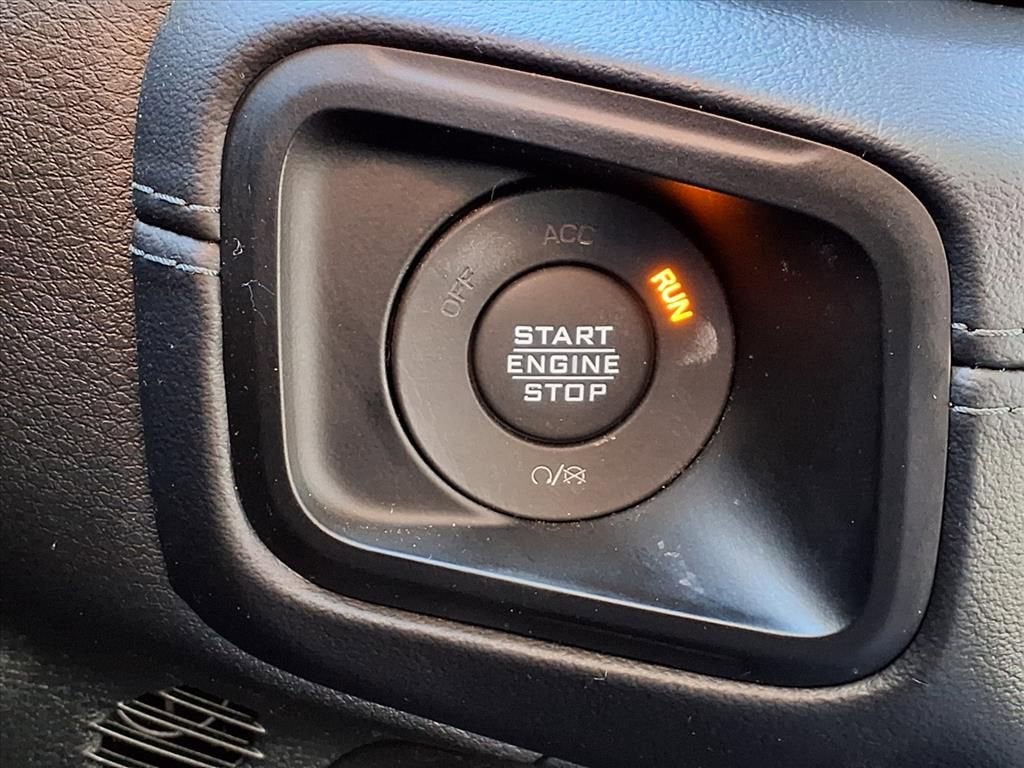 ACC
OFF
RUN
START
ENGINE
STOP